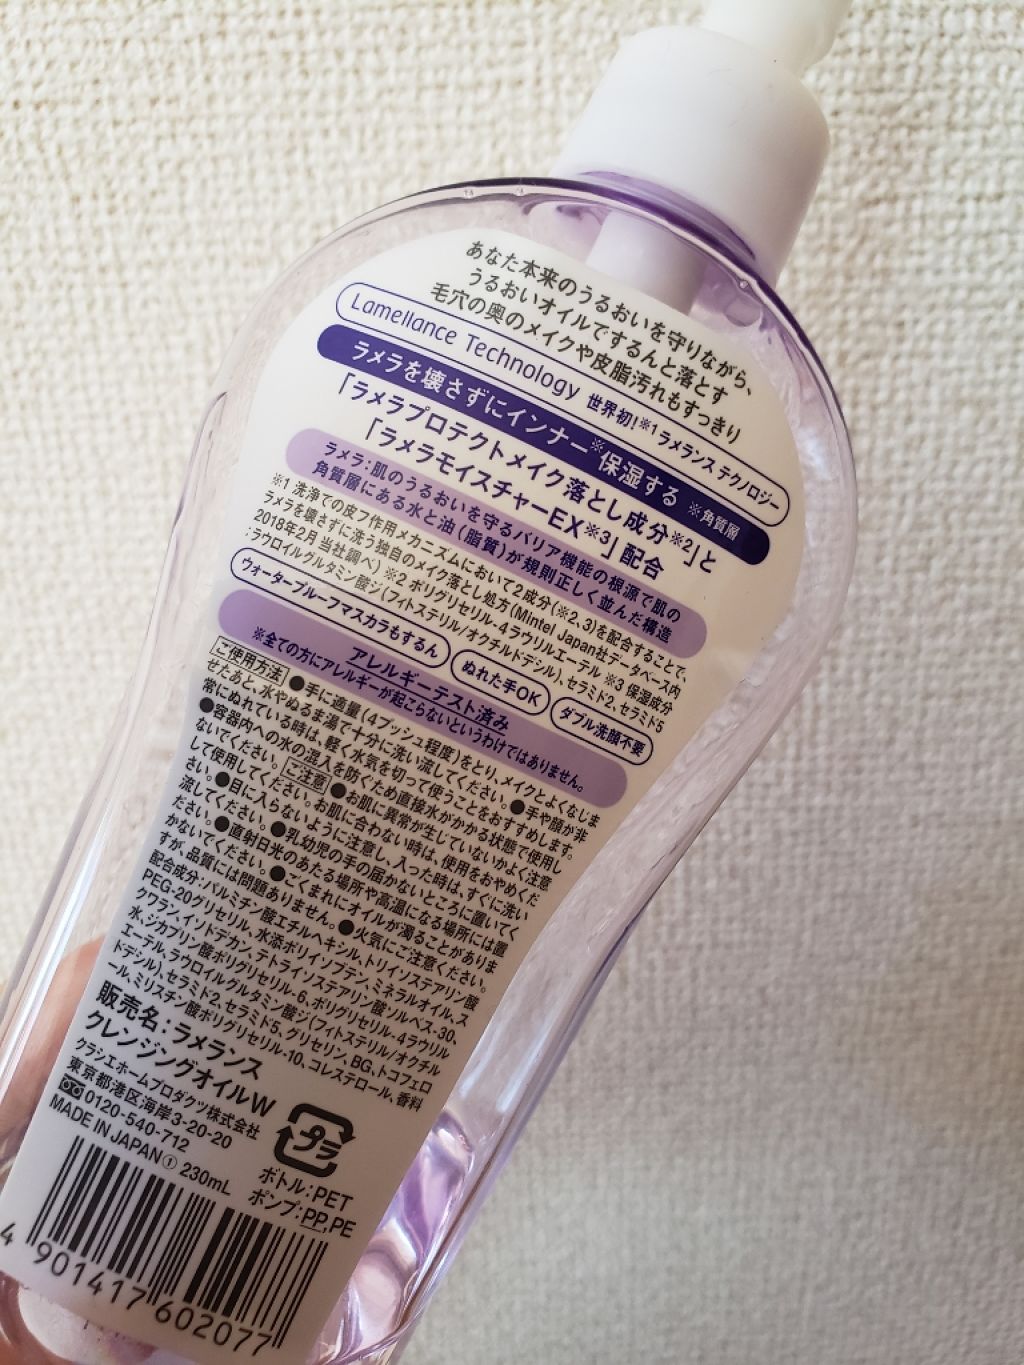 あなた本来のうるおいを守りながら、
うるおいオイルでするんと落とす
毛穴の奥のメイクや皮脂汚れもすっきり
Lamellance Technology 世界初!※1 ラメランス テクノロジー
ラメラを壊さずにインナー※保湿する ※角質層
「ラメラプロテクトメイク落とし成分※2」と
「ラメラモイスチャーEX※3」配合
ラメラ:肌のうるおいを守るバリア機能の根源で肌の
角質層にある水と油(脂質)が規則正しく並んだ構造
※1 洗浄での皮フ作用メカニズムにおいて2成分(※2,3)を配合することで、
ラメラを壊さずに洗う独自のメイク落とし処方(Mintel Japan社データベース内
2018年2月 当社調べ) ※2 ポリグリセリル-4ラウリルエーテル ※3 保湿成分
:ラウロイルグルタミン酸ジ(フィトステリル/オクチルドデシル)、セラミド2、セラミド5
ウォータープルーフマスカラもするん ぬれた手OK ダブル洗顔不要
アレルギーテスト済み
※全ての方にアレルギーが起こらないというわけではありません。
ご使用方法 ●手に適量(4プッシュ程度)をとり、メイクとよくなじま
せたあと、水やぬるま湯で十分に洗い流してください。●手や顔が非
常にぬれている時は、軽く水気を切って使うことをおすすめします。
●容器内への水の混入を防ぐため直接水がかかる状態で使用し
ないでください。 ご注意 ●お肌に異常が生じていないかよく注意
して使用してください。お肌に合わない時は、使用をおやめくだ
さい。●目に入らないように注意し、入った時は、すぐに洗い
流してください。●乳幼児の手の届かないところに置いてく
ださい。●直射日光のあたる場所や高温になる場所には置
かないでください。●ごくまれにオイルが濁ることがありま
すが、品質には問題ありません。●火気にご注意ください。
配合成分:パルミチン酸エチルヘキシル、トリイソステアリン酸
PEG-20グリセリル、水添ポリイソブテン、ミネラルオイル、ス
クワラン、イソドデカン、テトライソステアリン酸ソルベス-30、
水、ジカプリン酸ポリグリセリル-6、ポリグリセリル-4ラウリル
エーテル、ラウロイルグルタミン酸ジ(フィトステリル/オクチル
ドデシル)、セラミド2、セラミド5、グリセリン、BG、トコフェロ
ール、ミリスチン酸ポリグリセリル-10、コレステロール、香料
販売名:ラメランス
クレンジングオイルW
クラシエホームプロダクツ株式会社
東京都港区海岸3-20-20
0120-540-712
MADE IN JAPAN① 230mL
プラ
ボトル:PET
ポンプ:PP,PE
4 901417 602077